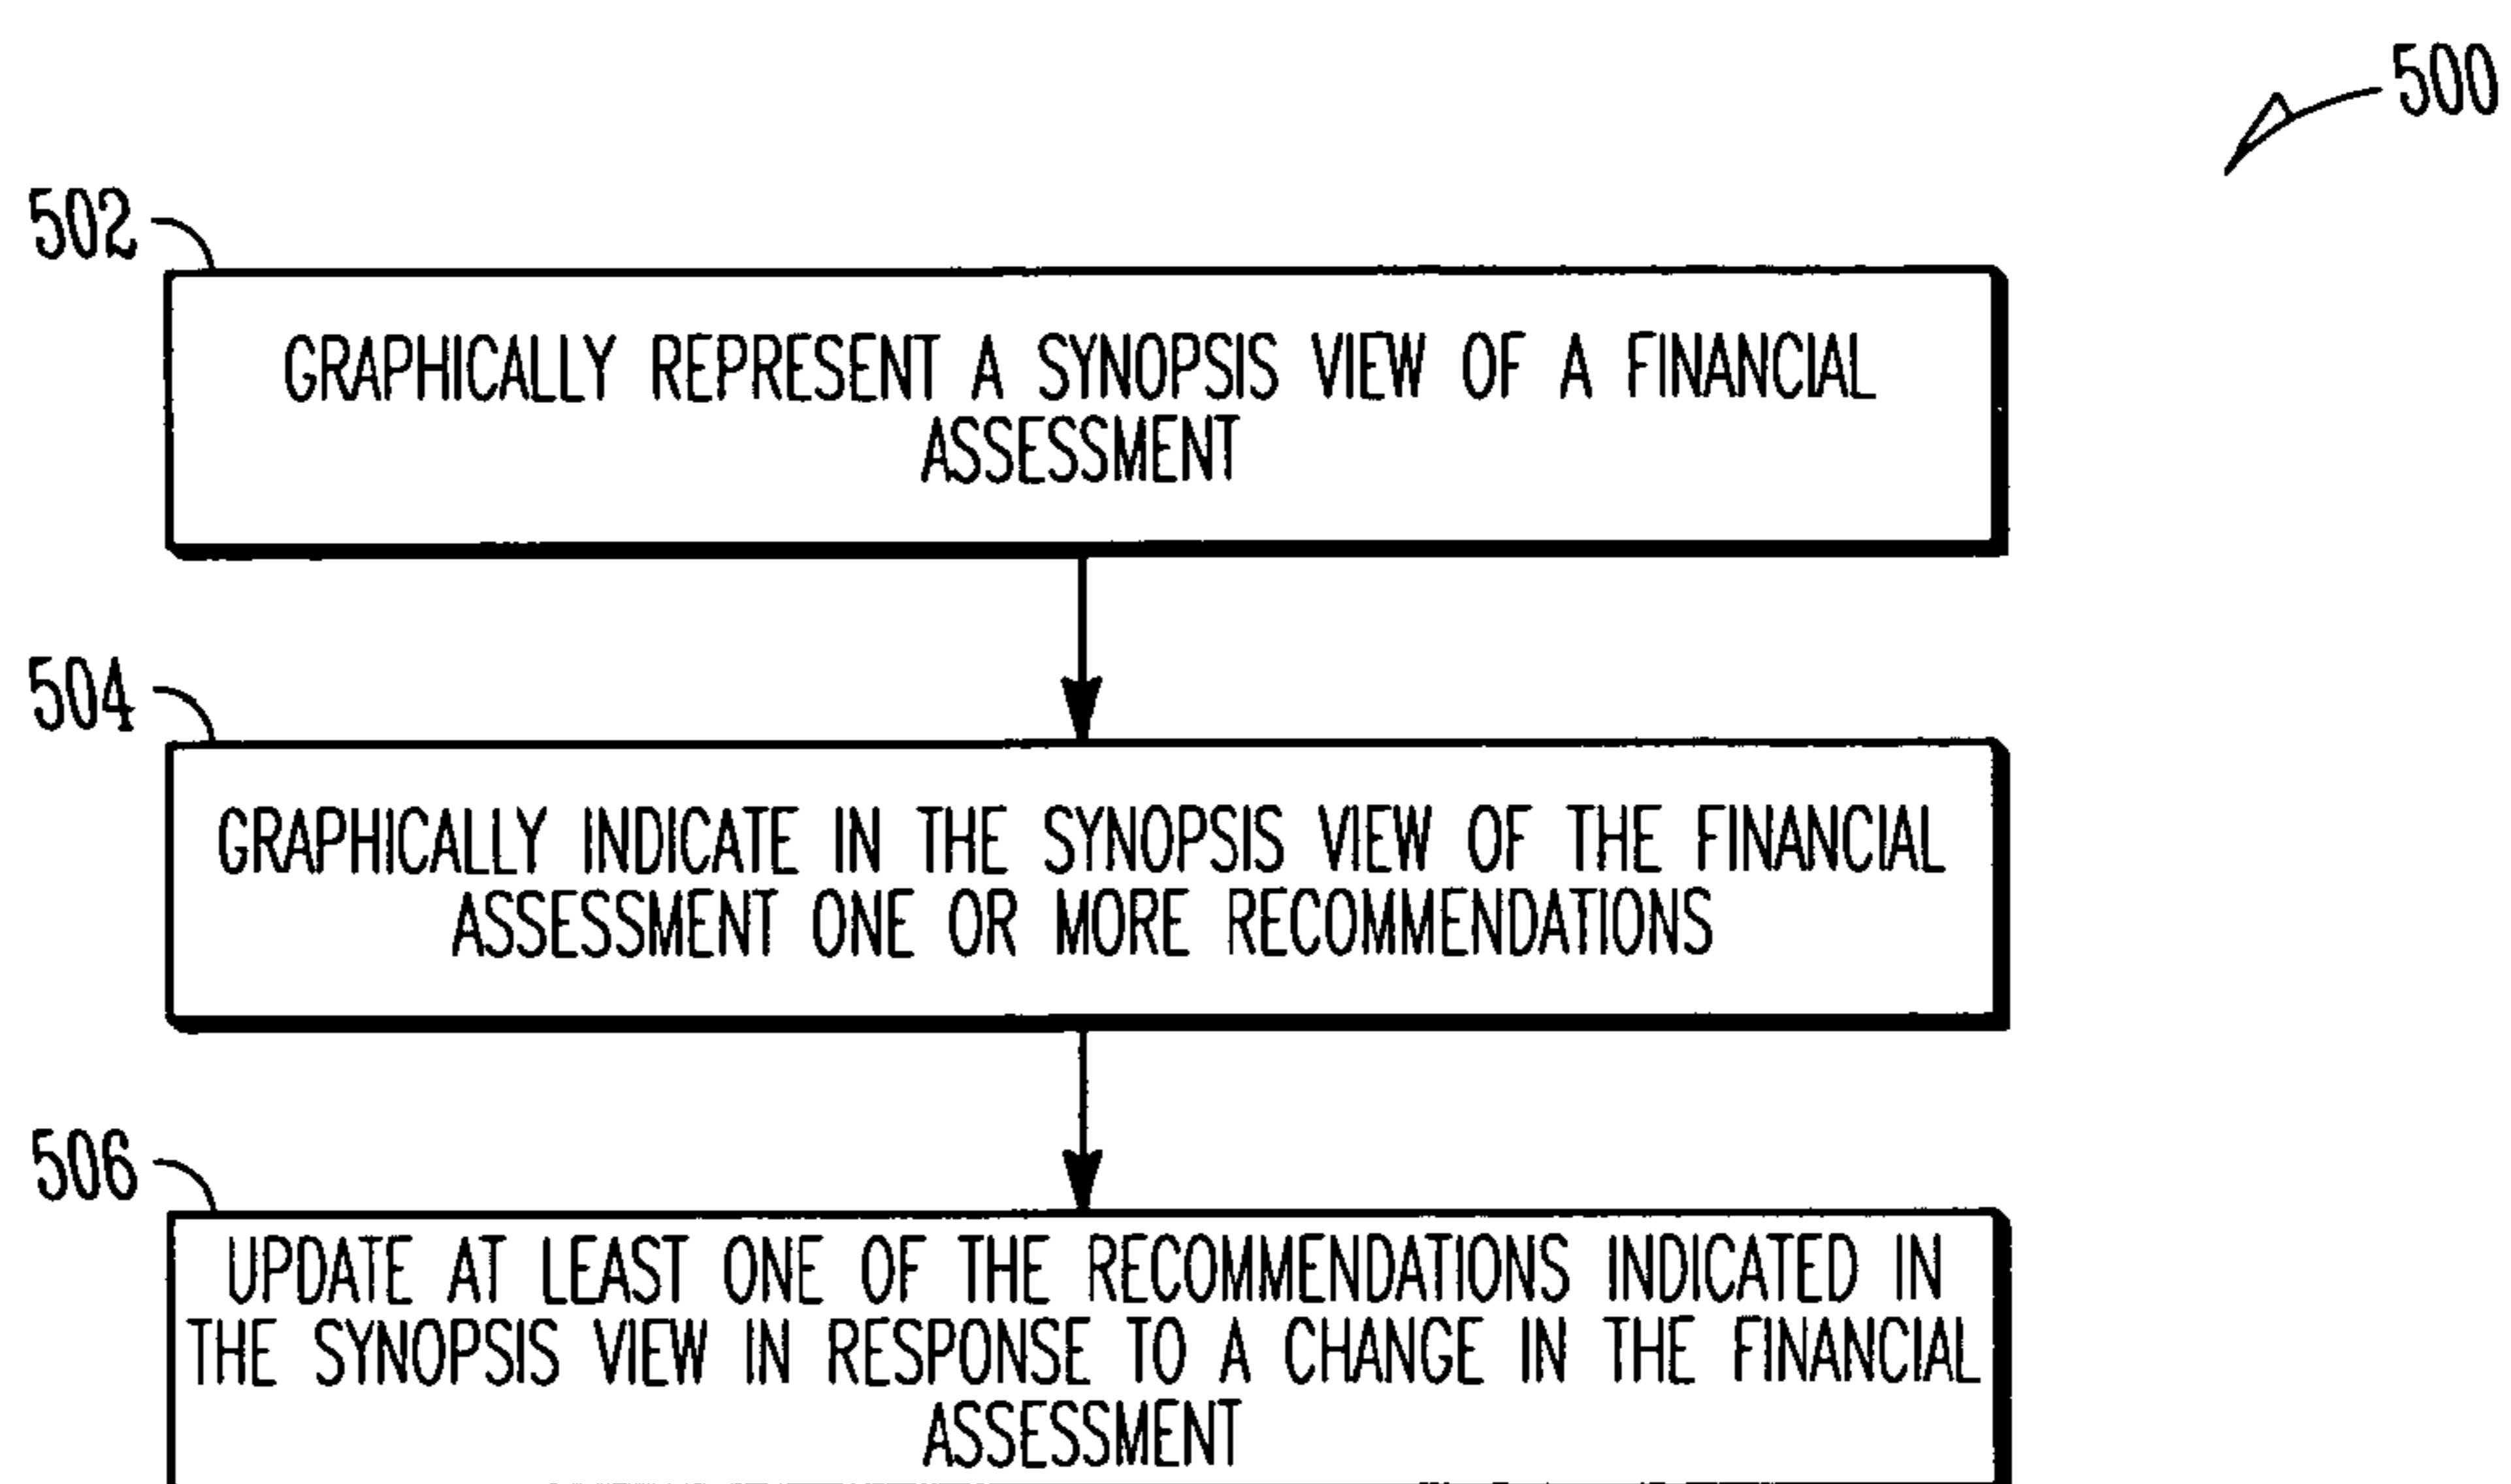 500
502
GRAPHICALLY REPRESENT A SYNOPSIS VIEW OF A FINANCIAL
ASSESSMENT
504
GRAPHICALLY INDICATE IN THE SYNOPSIS VIEW OF THE FINANCIAL
ASSESSMENT ONE OR MORE RECOMMENDATIONS
506
UPDATE AT LEAST ONE OF THE RECOMMENDATIONS INDICATED IN
THE SYNOPSIS VIEW IN RESPONSE TO A CHANGE IN THE FINANCIAL
ASSESSMENT